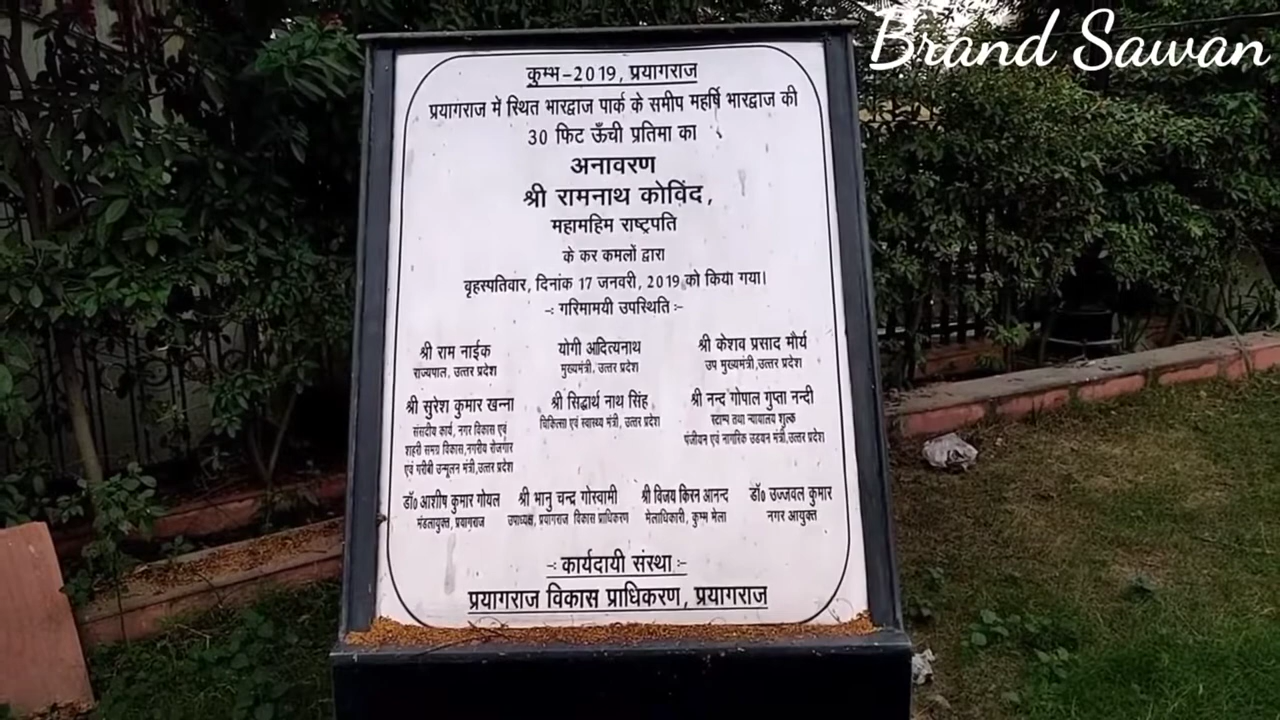 Brand Sawan
कुम्भ-2019, प्रयागराज
प्रयागराज में स्थित भारद्वाज पार्क के समीप महर्षि भारद्वाज की
30 फिट ऊँची प्रतिमा का
अनावरण
श्री रामनाथ कोविंद,
महामहिम राष्ट्रपति
के कर कमलों द्वारा
वृहस्पतिवार, दिनांक 17 जनवरी, 2019 को किया गया।
-: गरिमामयी उपस्थिति :-
श्री राम नाईक योगी आदित्यनाथ श्री केशव प्रसाद मौर्य
राज्यपाल, उत्तर प्रदेश मुख्यमंत्री, उत्तर प्रदेश उप मुख्यमंत्री,उत्तर प्रदेश
श्री सुरेश कुमार खन्ना श्री सिद्धार्थ नाथ सिंह श्री नन्द गोपाल गुप्ता नन्दी
संसदीय कार्य, नगर विकास एवं चिकित्सा एवं स्वास्थ्य मंत्री, उत्तर प्रदेश स्टाम्प तथा न्यायालय शुल्क
शहरी समग्र विकास,नगरीय रोजगार पंजीयन एवं नागरिक उडयन मंत्री,उत्तर प्रदेश
एवं गरीबी उन्मूलन मंत्री,उत्तर प्रदेश
डॉ० आशीष कुमार गोयल श्री भानु चन्द्र गोस्वामी श्री विजय किरन आनन्द डॉ० उज्जवल कुमार
मंडलायुक्त, प्रयागराज उपाध्यक्ष, प्रयागराज विकास प्राधिकरण मेलाधिकारी, कुम्भ मेला नगर आयुक्त
-: कार्यदायी संस्था :-
प्रयागराज विकास प्राधिकरण, प्रयागराज